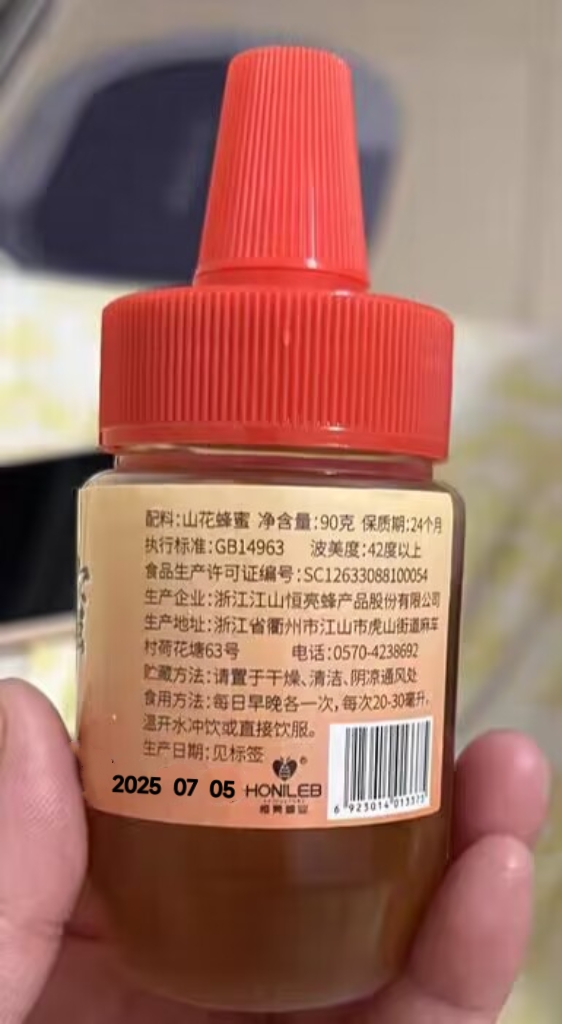 配料:山花蜂蜜 净含量:90克 保质期:24个月
执行标准:GB14963 波美度:42度以上
食品生产许可证编号:SC12633088100054
生产企业:浙江江山恒亮蜂产品股份有限公司
生产地址:浙江省衢州市江山市虎山街道麻车
村荷花塘63号 电话:0570-4238692
贮藏方法:请置于干燥、清洁、阴凉通风处
食用方法:每日早晚各一次,每次20-30毫升,
温开水冲饮或直接饮服。
生产日期:见标签
2025 07 05
HONILEB
恒亮蜂业
6 923014 013373